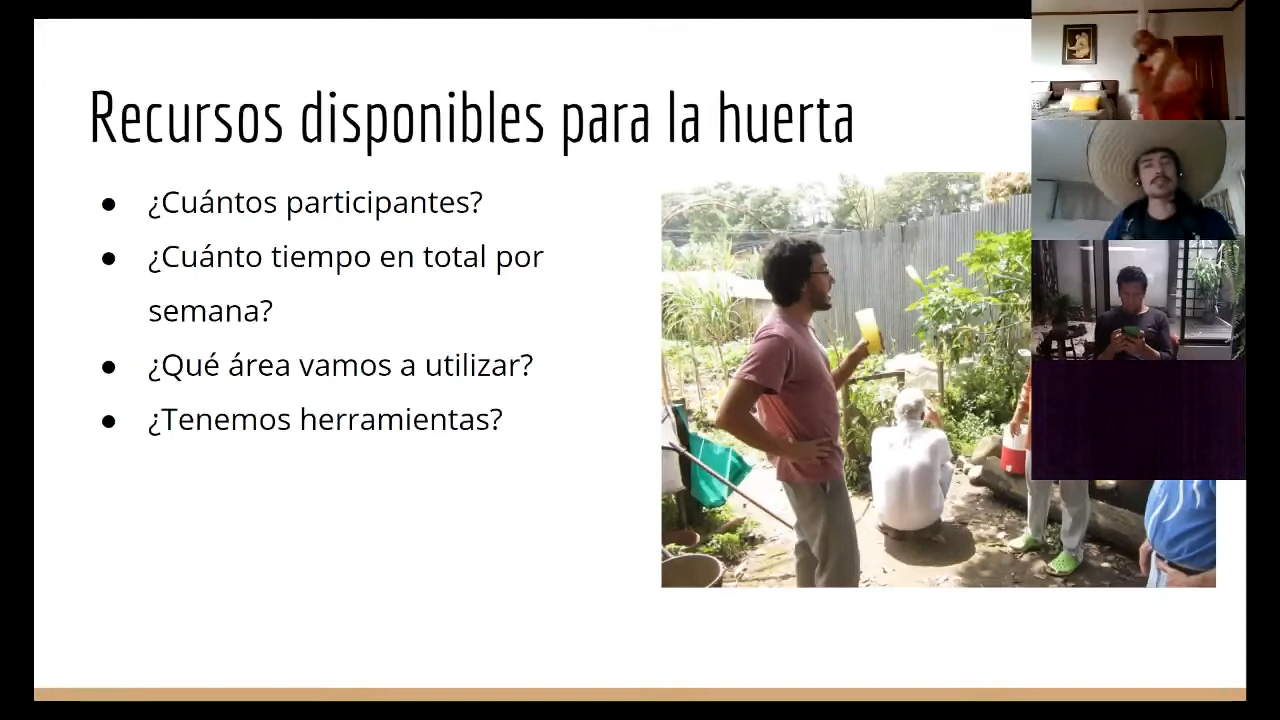 Recursos disponibles para la huerta
● ¿Cuántos participantes?
● ¿Cuánto tiempo en total por
semana?
● ¿Qué área vamos a utilizar?
● ¿Tenemos herramientas?